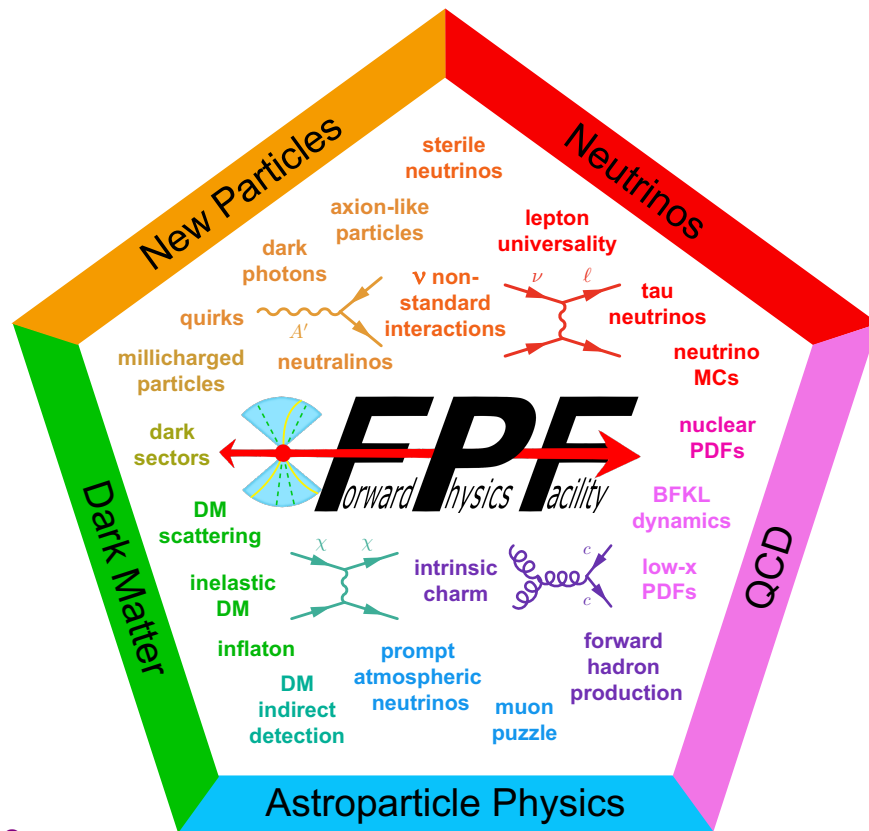 New Particles
Neutrinos
sterile
neutrinos
axion-like
particles
lepton
universality
dark
photons
ν non-
standard
interactions
ν ℓ
tau
neutrinos
quirks
A′
neutralinos
millicharged
particles
neutrino
MCs
dark
sectors
Forward Physics Facility
nuclear
PDFs
BFKL
dynamics
DM
scattering
χ χ
intrinsic
charm
c
c
low-x
PDFs
inelastic
DM
inflaton
prompt
atmospheric
neutrinos
forward
hadron
production
DM
indirect
detection
muon
puzzle
Dark Matter
QCD
Astroparticle Physics